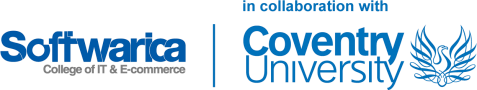 Softwarica
College of IT & E-commerce
in collaboration with
Coventry
University